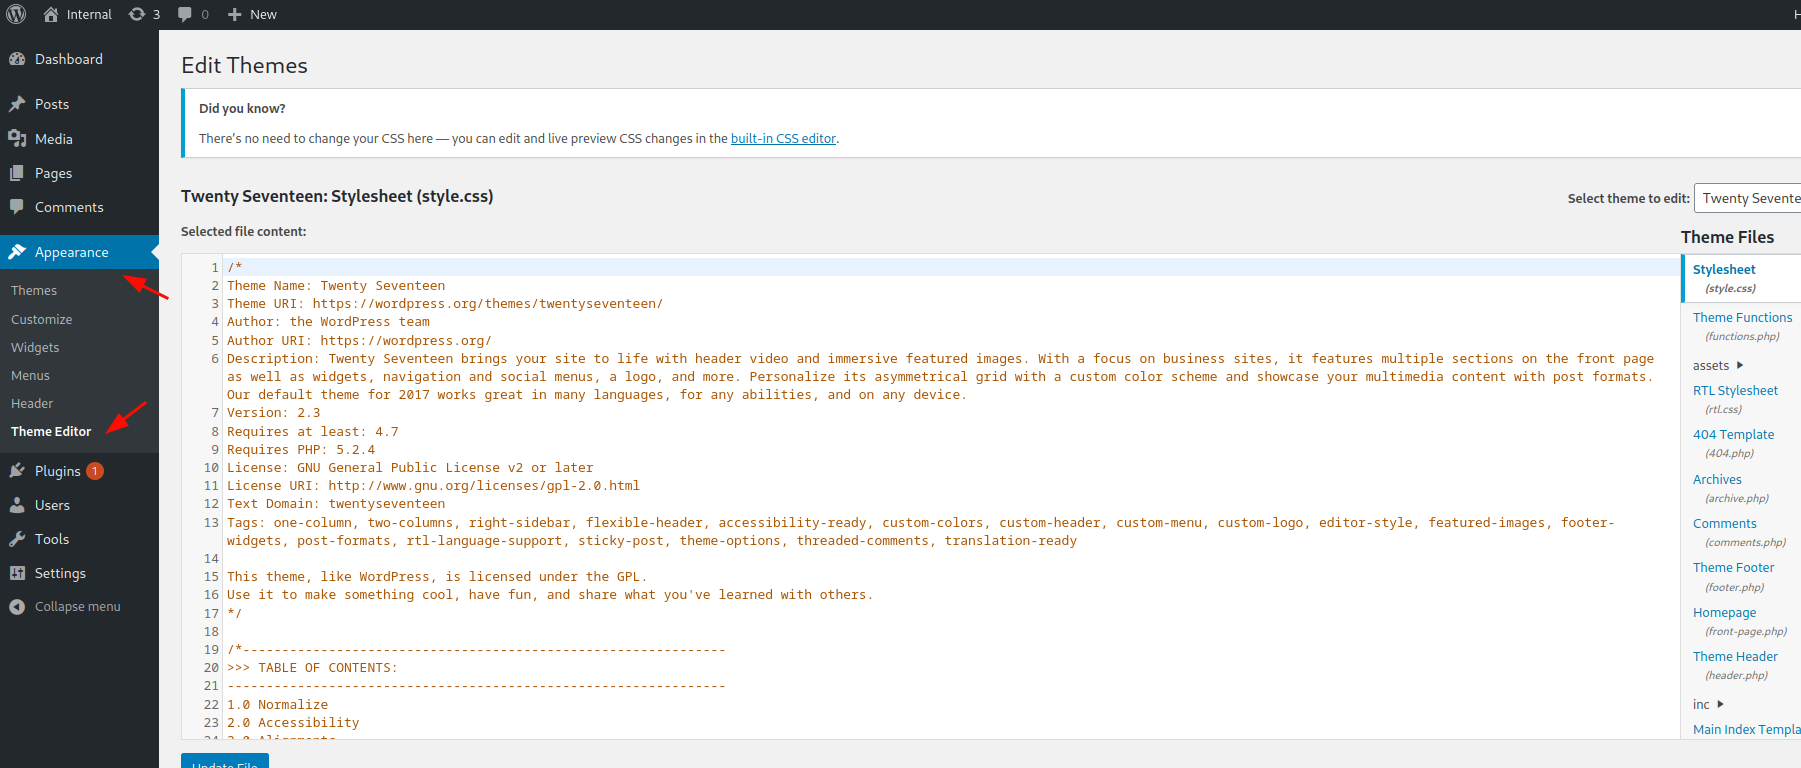 Internal 3 0 New H
Dashboard
Posts
Media
Pages
Comments
Appearance
Themes
Customize
Widgets
Menus
Header
Theme Editor
Plugins 1
Users
Tools
Settings
Collapse menu
Edit Themes
Did you know?
There's no need to change your CSS here — you can edit and live preview CSS changes in the built-in CSS editor.
Twenty Seventeen: Stylesheet (style.css)
Select theme to edit: Twenty Sevente
Selected file content:
1 /*
2 Theme Name: Twenty Seventeen
3 Theme URI: https://wordpress.org/themes/twentyseventeen/
4 Author: the WordPress team
5 Author URI: https://wordpress.org/
6 Description: Twenty Seventeen brings your site to life with header video and immersive featured images. With a focus on business sites, it features multiple sections on the front page
as well as widgets, navigation and social menus, a logo, and more. Personalize its asymmetrical grid with a custom color scheme and showcase your multimedia content with post formats.
Our default theme for 2017 works great in many languages, for any abilities, and on any device.
7 Version: 2.3
8 Requires at least: 4.7
9 Requires PHP: 5.2.4
10 License: GNU General Public License v2 or later
11 License URI: http://www.gnu.org/licenses/gpl-2.0.html
12 Text Domain: twentyseventeen
13 Tags: one-column, two-columns, right-sidebar, flexible-header, accessibility-ready, custom-colors, custom-header, custom-menu, custom-logo, editor-style, featured-images, footer-
widgets, post-formats, rtl-language-support, sticky-post, theme-options, threaded-comments, translation-ready
14
15 This theme, like WordPress, is licensed under the GPL.
16 Use it to make something cool, have fun, and share what you've learned with others.
17 */
18
19 /*--------------------------------------------------------------
20 >>> TABLE OF CONTENTS:
21 ----------------------------------------------------------------
22 1.0 Normalize
23 2.0 Accessibility
24 3.0 Alignments
Update File
Theme Files
Stylesheet
(style.css)
Theme Functions
(functions.php)
assets
RTL Stylesheet
(rtl.css)
404 Template
(404.php)
Archives
(archive.php)
Comments
(comments.php)
Theme Footer
(footer.php)
Homepage
(front-page.php)
Theme Header
(header.php)
inc
Main Index Templa